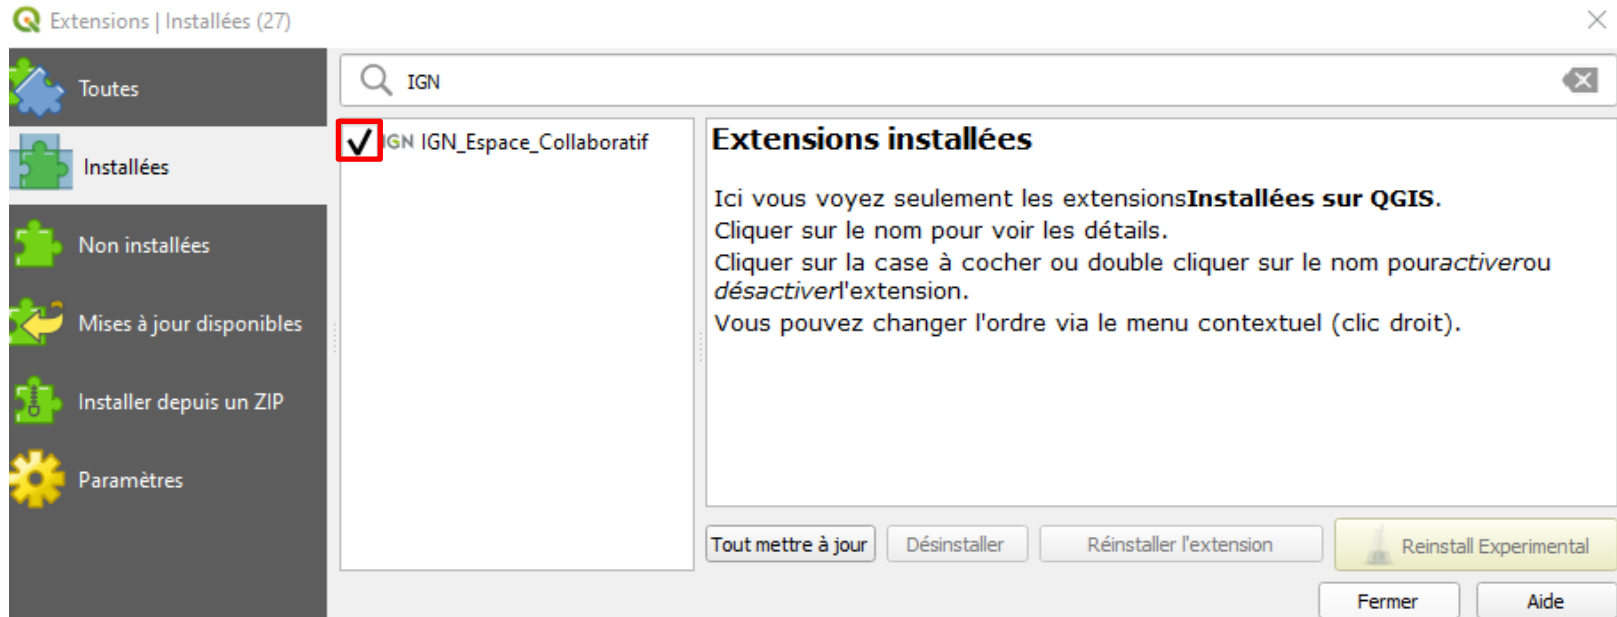 Extensions | Installées (27)
Toutes
Installées
Non installées
Mises à jour disponibles
Installer depuis un ZIP
Paramètres
IGN
IGN IGN_Espace_Collaboratif
Extensions installées
Ici vous voyez seulement les extensionsInstallées sur QGIS.
Cliquer sur le nom pour voir les détails.
Cliquer sur la case à cocher ou double cliquer sur le nom pouractiverou
désactiverl'extension.
Vous pouvez changer l'ordre via le menu contextuel (clic droit).
Tout mettre à jour
Désinstaller
Réinstaller l'extension
Reinstall Experimental
Fermer
Aide